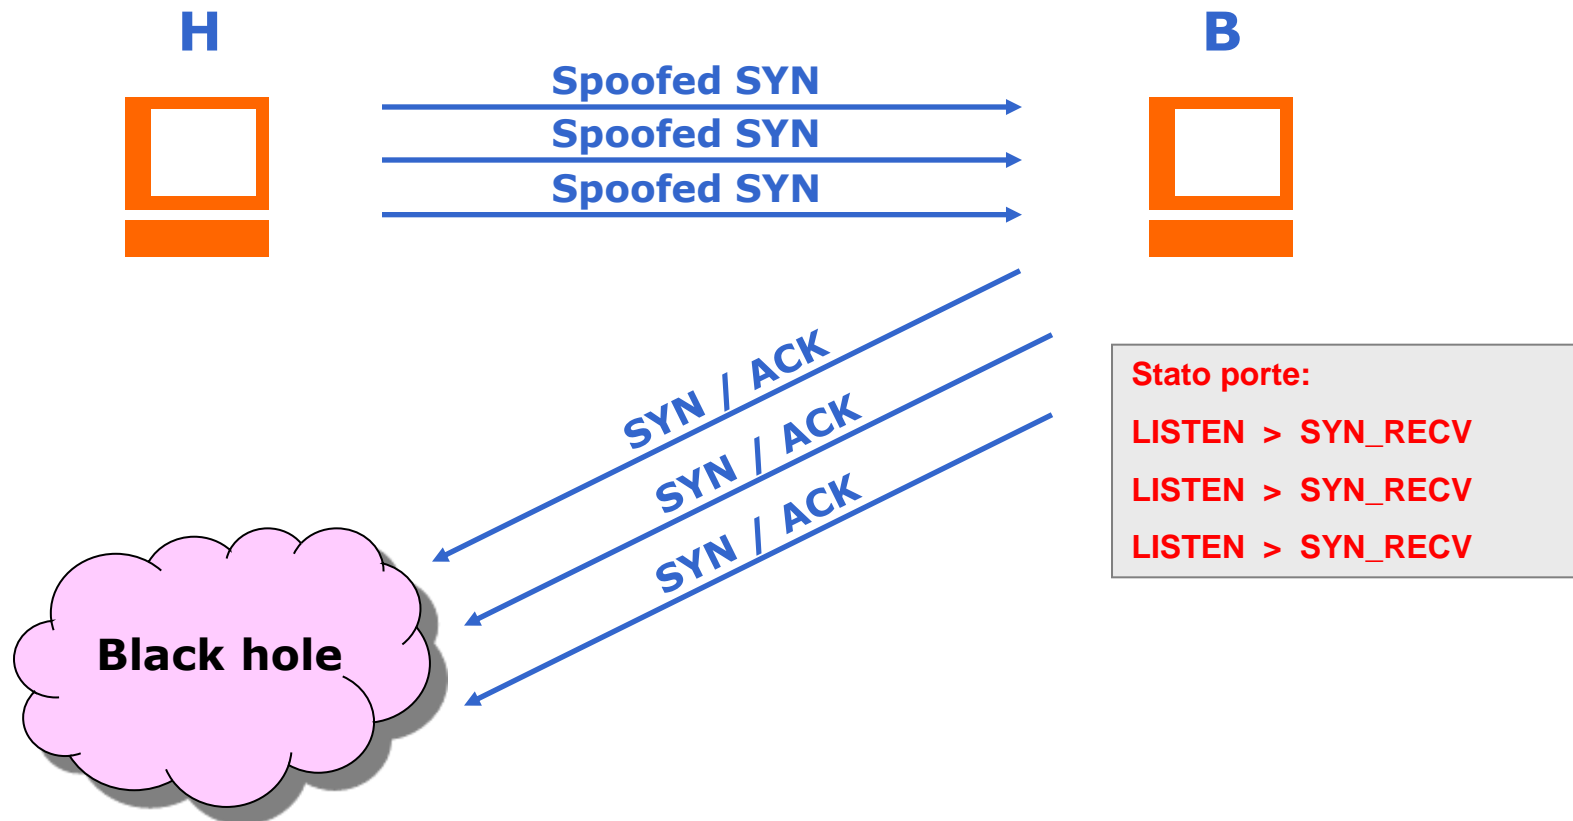 H
B
Spoofed SYN
Spoofed SYN
Spoofed SYN
SYN / ACK
SYN / ACK
SYN / ACK
Stato porte:
LISTEN > SYN_RECV
LISTEN > SYN_RECV
LISTEN > SYN_RECV
Black hole